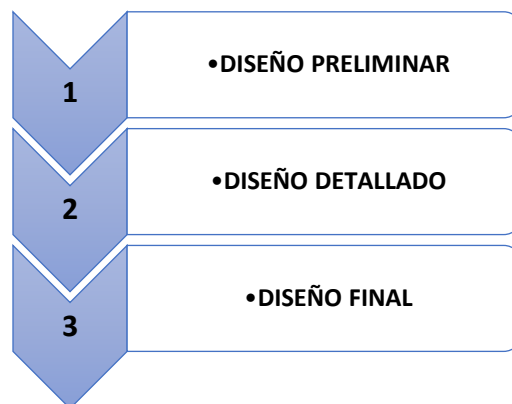 1
•DISEÑO PRELIMINAR
2
•DISEÑO DETALLADO
3
•DISEÑO FINAL